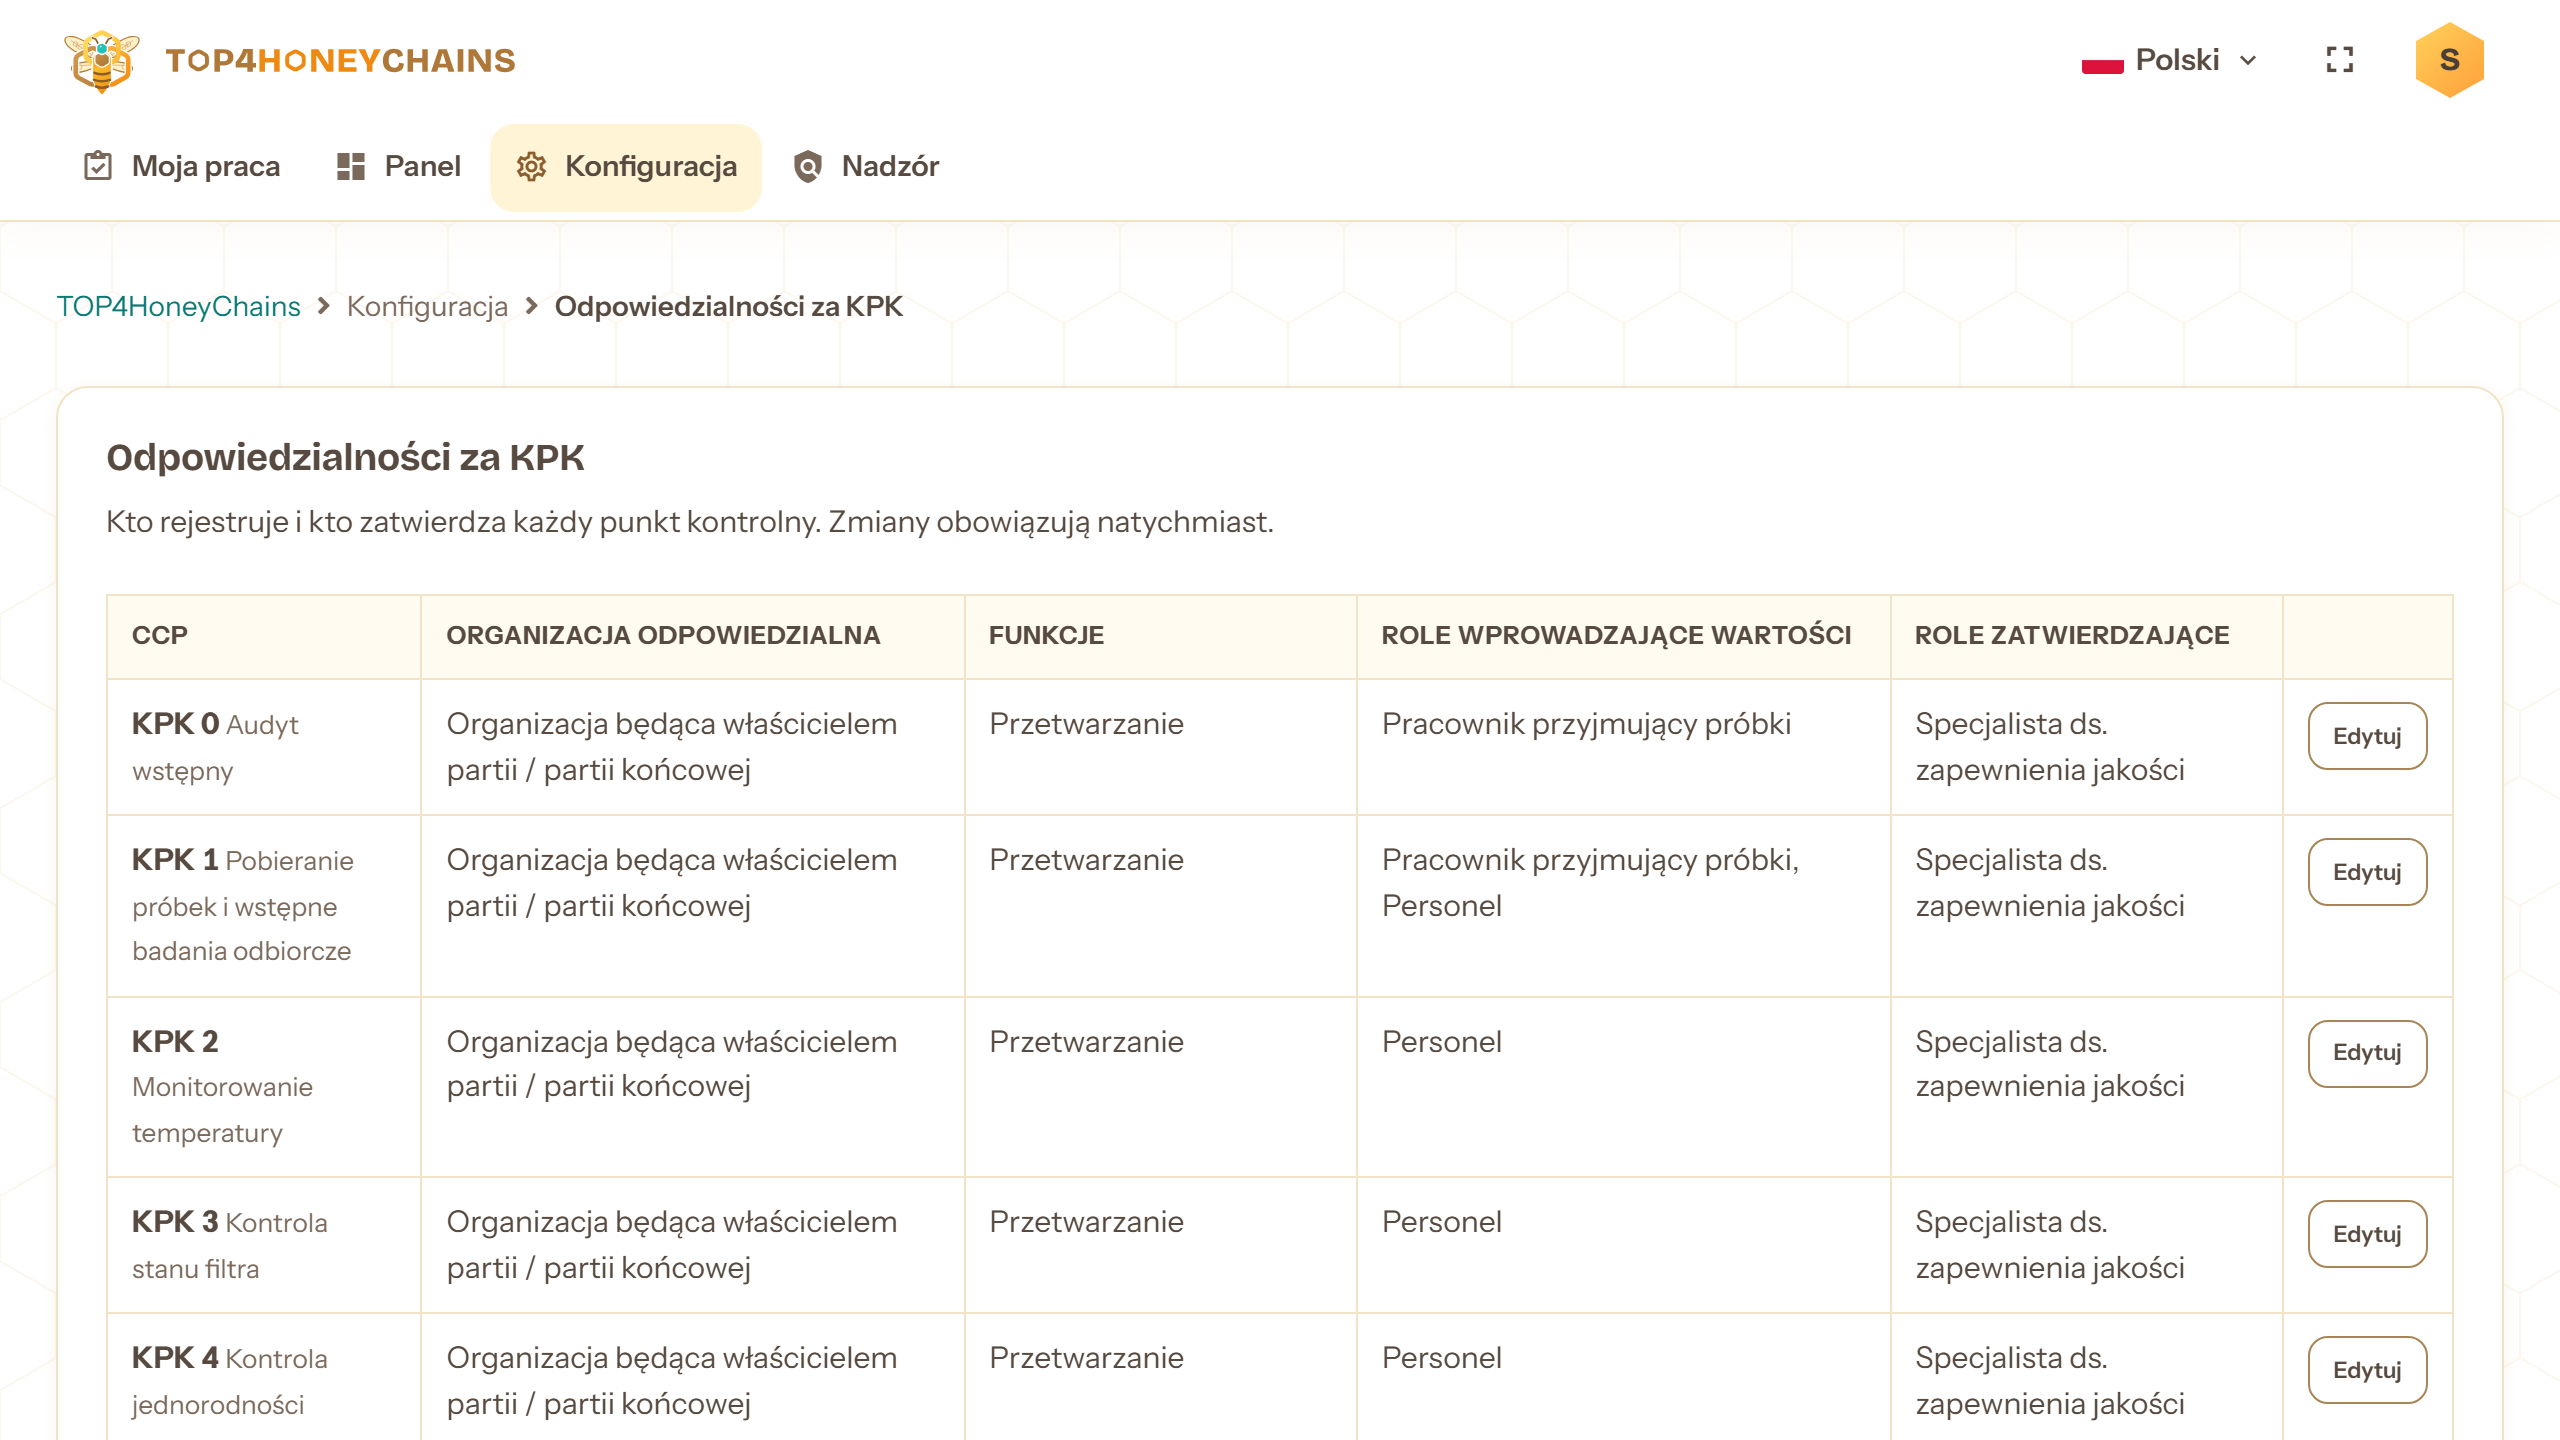 TOP4HONEYCHAINS
Polski
S
Moja praca
Panel
Konfiguracja
Nadzór
TOP4HoneyChains > Konfiguracja > Odpowiedzialności za KPK
Odpowiedzialności za KPK
Kto rejestruje i kto zatwierdza każdy punkt kontrolny. Zmiany obowiązują natychmiast.
CCP
ORGANIZACJA ODPOWIEDZIALNA
FUNKCJE
ROLE WPROWADZAJĄCE WARTOŚCI
ROLE ZATWIERDZAJĄCE
KPK 0 Audyt
wstępny
Organizacja będąca właścicielem
partii / partii końcowej
Przetwarzanie
Pracownik przyjmujący próbki
Specjalista ds.
zapewnienia jakości
Edytuj
KPK 1 Pobieranie
próbek i wstępne
badania odbiorcze
Organizacja będąca właścicielem
partii / partii końcowej
Przetwarzanie
Pracownik przyjmujący próbki,
Personel
Specjalista ds.
zapewnienia jakości
Edytuj
KPK 2
Monitorowanie
temperatury
Organizacja będąca właścicielem
partii / partii końcowej
Przetwarzanie
Personel
Specjalista ds.
zapewnienia jakości
Edytuj
KPK 3 Kontrola
stanu filtra
Organizacja będąca właścicielem
partii / partii końcowej
Przetwarzanie
Personel
Specjalista ds.
zapewnienia jakości
Edytuj
KPK 4 Kontrola
jednorodności
Organizacja będąca właścicielem
partii / partii końcowej
Przetwarzanie
Personel
Specjalista ds.
zapewnienia jakości
Edytuj